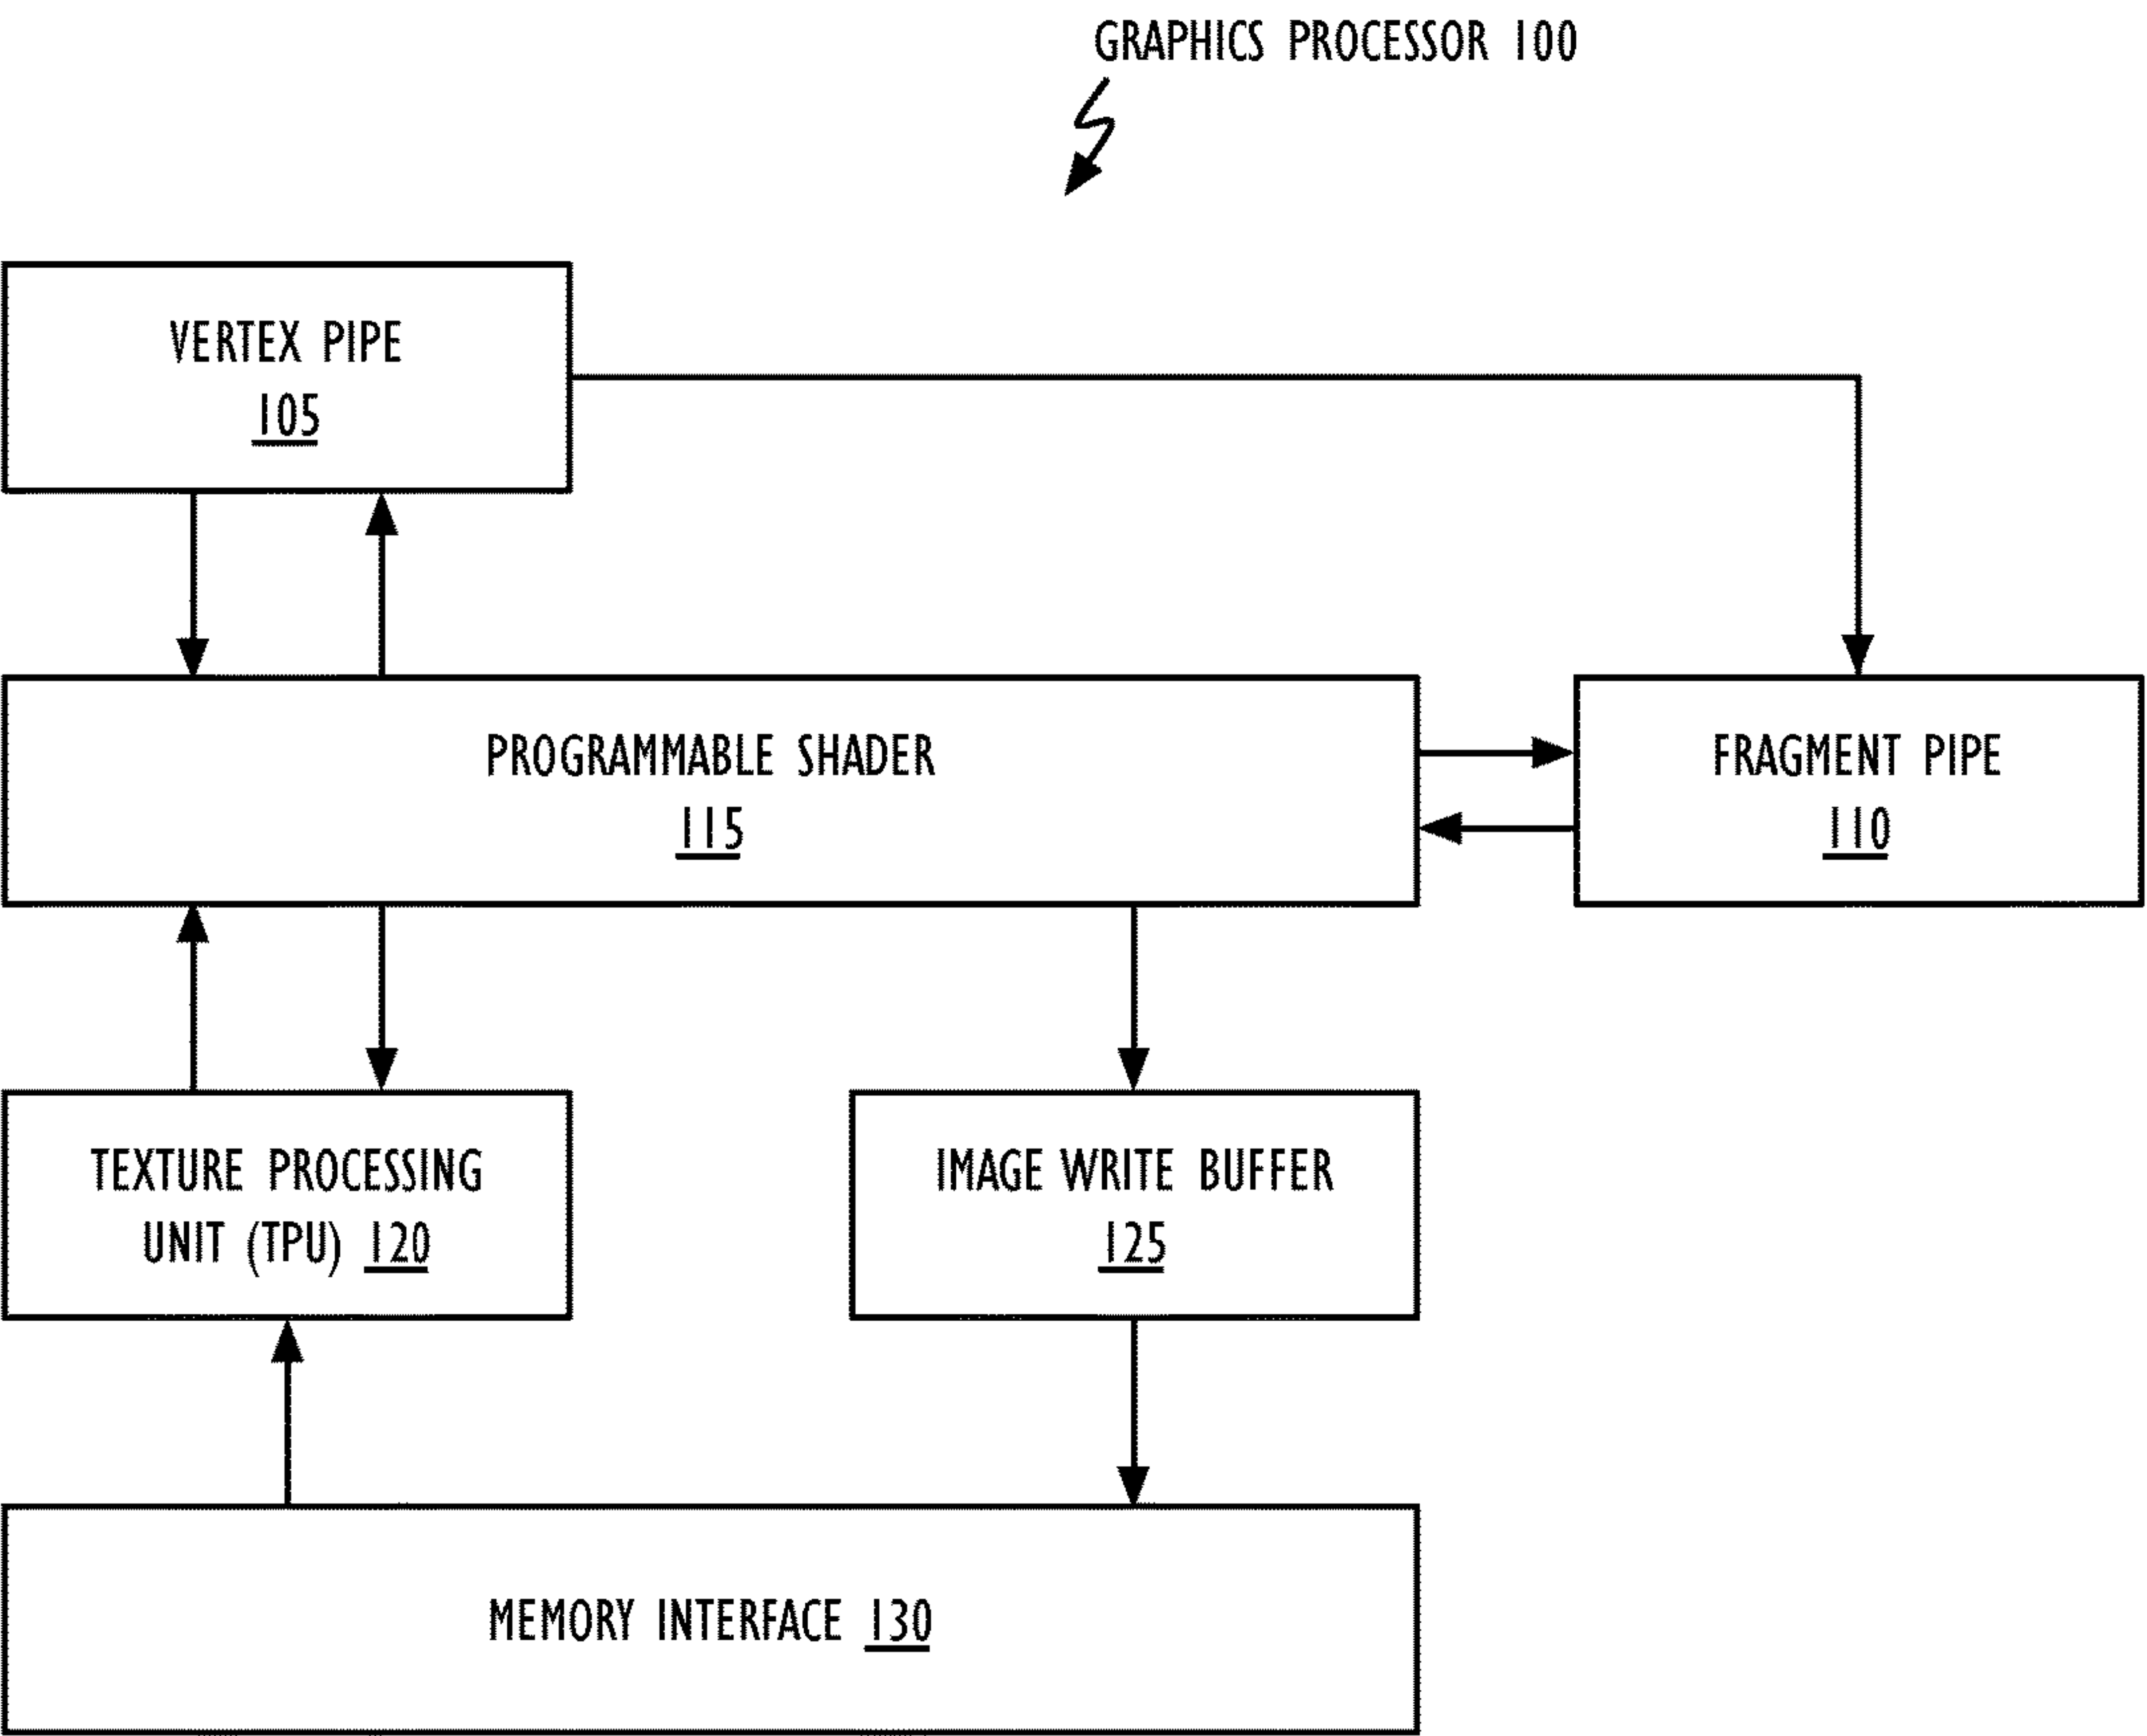 GRAPHICS PROCESSOR 100
VERTEX PIPE
105
PROGRAMMABLE SHADER
115
FRAGMENT PIPE
110
TEXTURE PROCESSING
UNIT (TPU) 120
IMAGE WRITE BUFFER
125
MEMORY INTERFACE 130